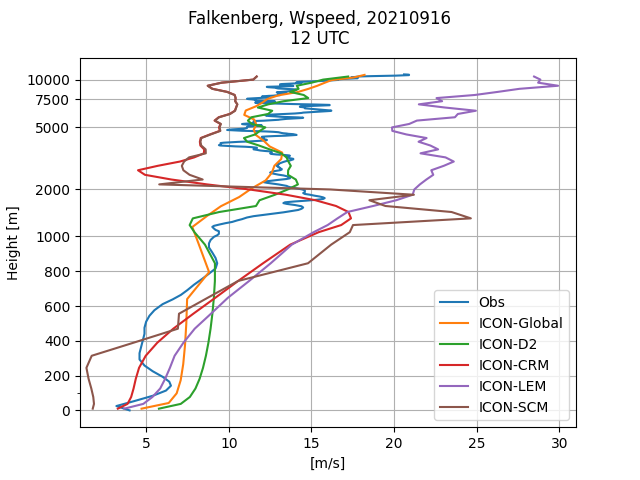 Falkenberg, Wspeed, 20210916
12 UTC
Height [m]
10000
7500
5000
2000
1000
800
600
400
200
0
5
10
15
20
25
30
[m/s]
Obs
ICON-Global
ICON-D2
ICON-CRM
ICON-LEM
ICON-SCM